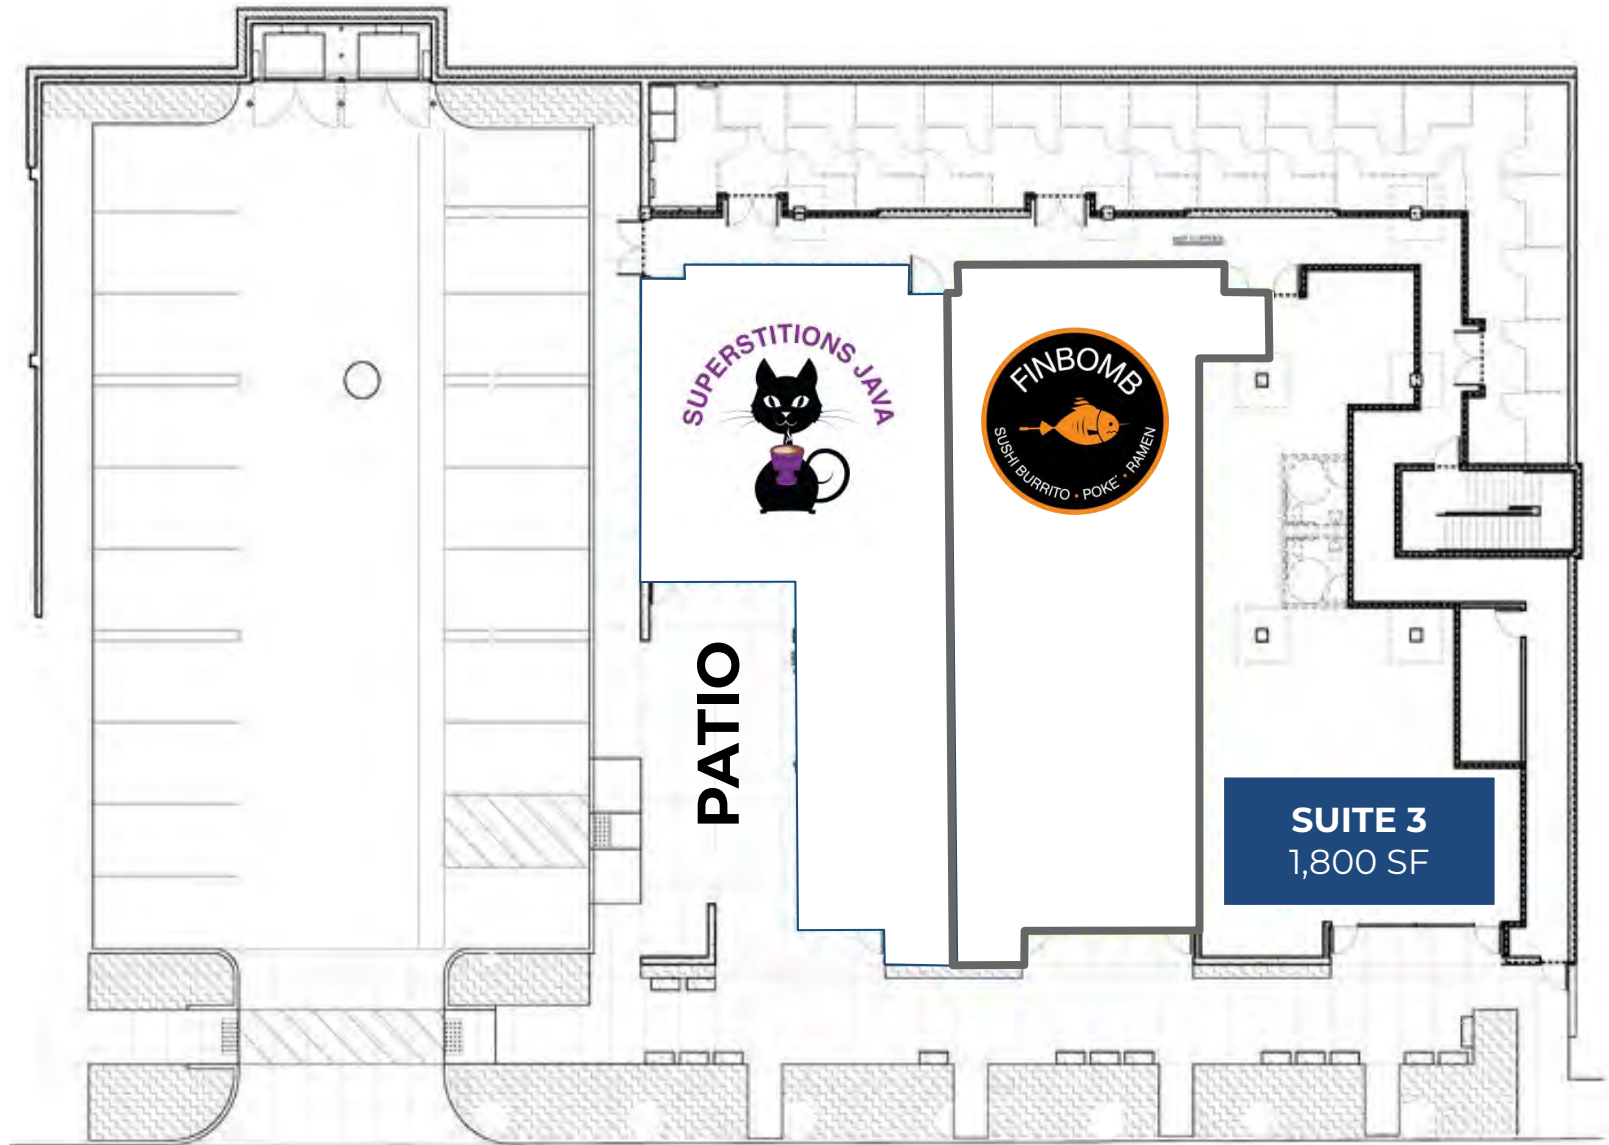 SUPERSTITIONS JAVA
FINBOMB
SUSHI BURRITO • POKE' • RAMEN
PATIO
SUITE 3
1,800 SF